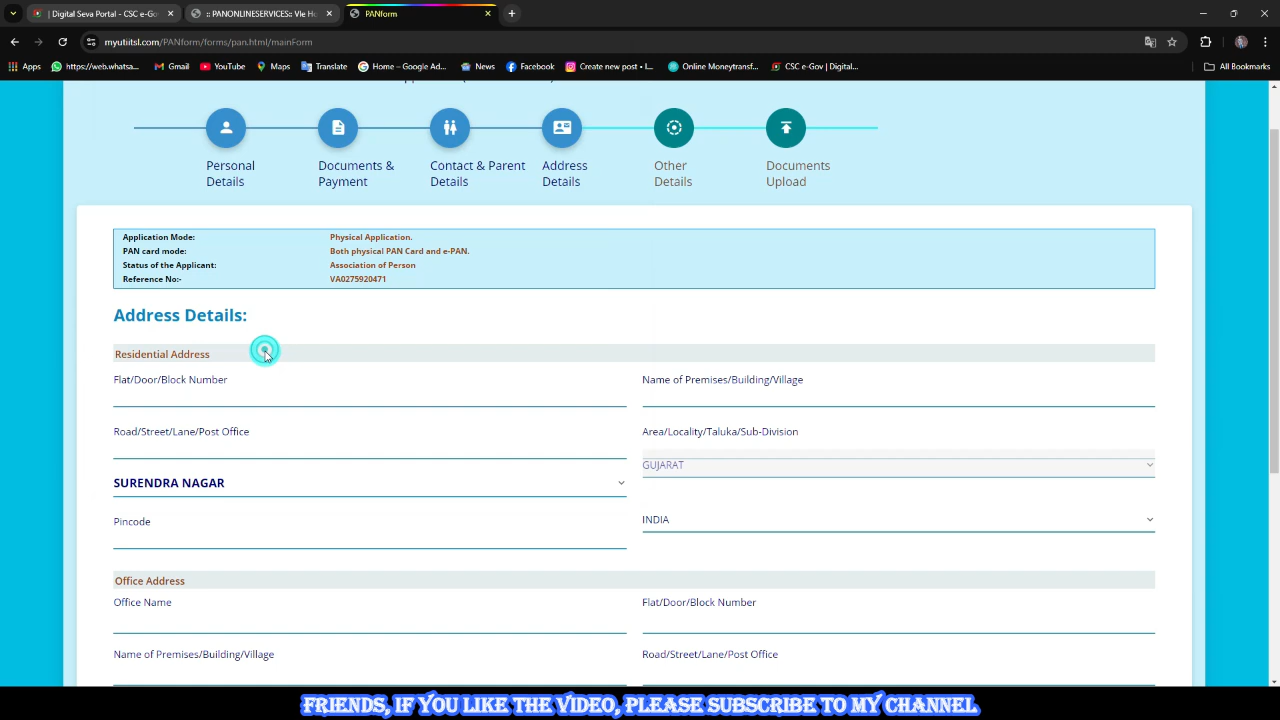 | Digital Seva Portal - CSC e-Go
:: PANONLINESERVICES:: Vle Ho
PANform
myutiitsl.com/PANform/forms/pan.html/mainForm
Apps
https://web.whatsa...
Gmail
YouTube
Maps
Translate
Home – Google Ad...
News
Facebook
Create new post • I...
Online Moneytransf...
CSC e-Gov | Digital...
All Bookmarks
Personal Details
Documents & Payment
Contact & Parent Details
Address Details
Other Details
Documents Upload
Application Mode: Physical Application.
PAN card mode: Both physical PAN Card and e-PAN.
Status of the Applicant: Association of Person
Reference No:- VA0275920471
Address Details:
Residential Address
Flat/Door/Block Number
Name of Premises/Building/Village
Road/Street/Lane/Post Office
Area/Locality/Taluka/Sub-Division
GUJARAT
SURENDRA NAGAR
Pincode
INDIA
Office Address
Office Name
Flat/Door/Block Number
Name of Premises/Building/Village
Road/Street/Lane/Post Office
FRIENDS, IF YOU LIKE THE VIDEO, PLEASE SUBSCRIBE TO MY CHANNEL